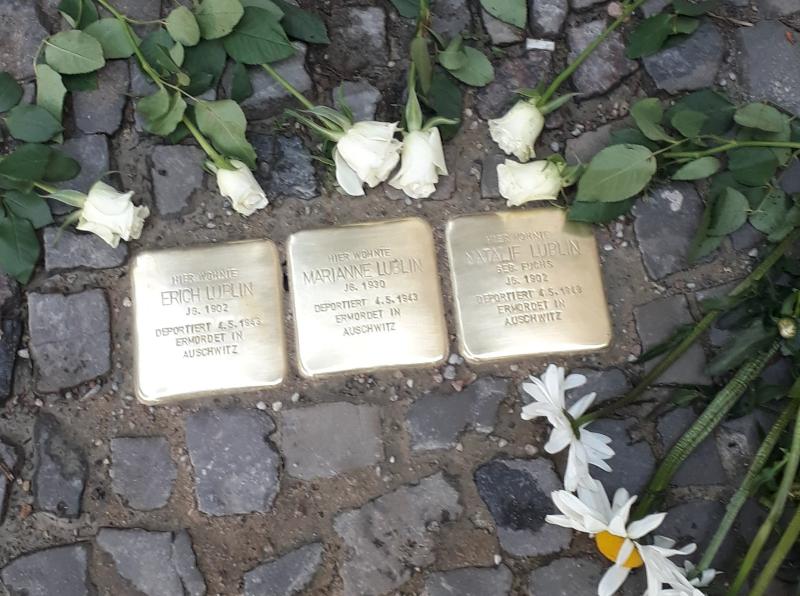 HIER WOHNTE
ERICH LUBLIN
JG. 1902
DEPORTIERT 4.5.1943
ERMORDET IN
AUSCHWITZ
HIER WOHNTE
MARIANNE LUBLIN
JG. 1930
DEPORTIERT 4.5.1943
ERMORDET IN
AUSCHWITZ
HIER WOHNTE
NATALIE LUBLIN
GEB. FUCHS
JG. 1902
DEPORTIERT 4.5.1943
ERMORDET IN
AUSCHWITZ